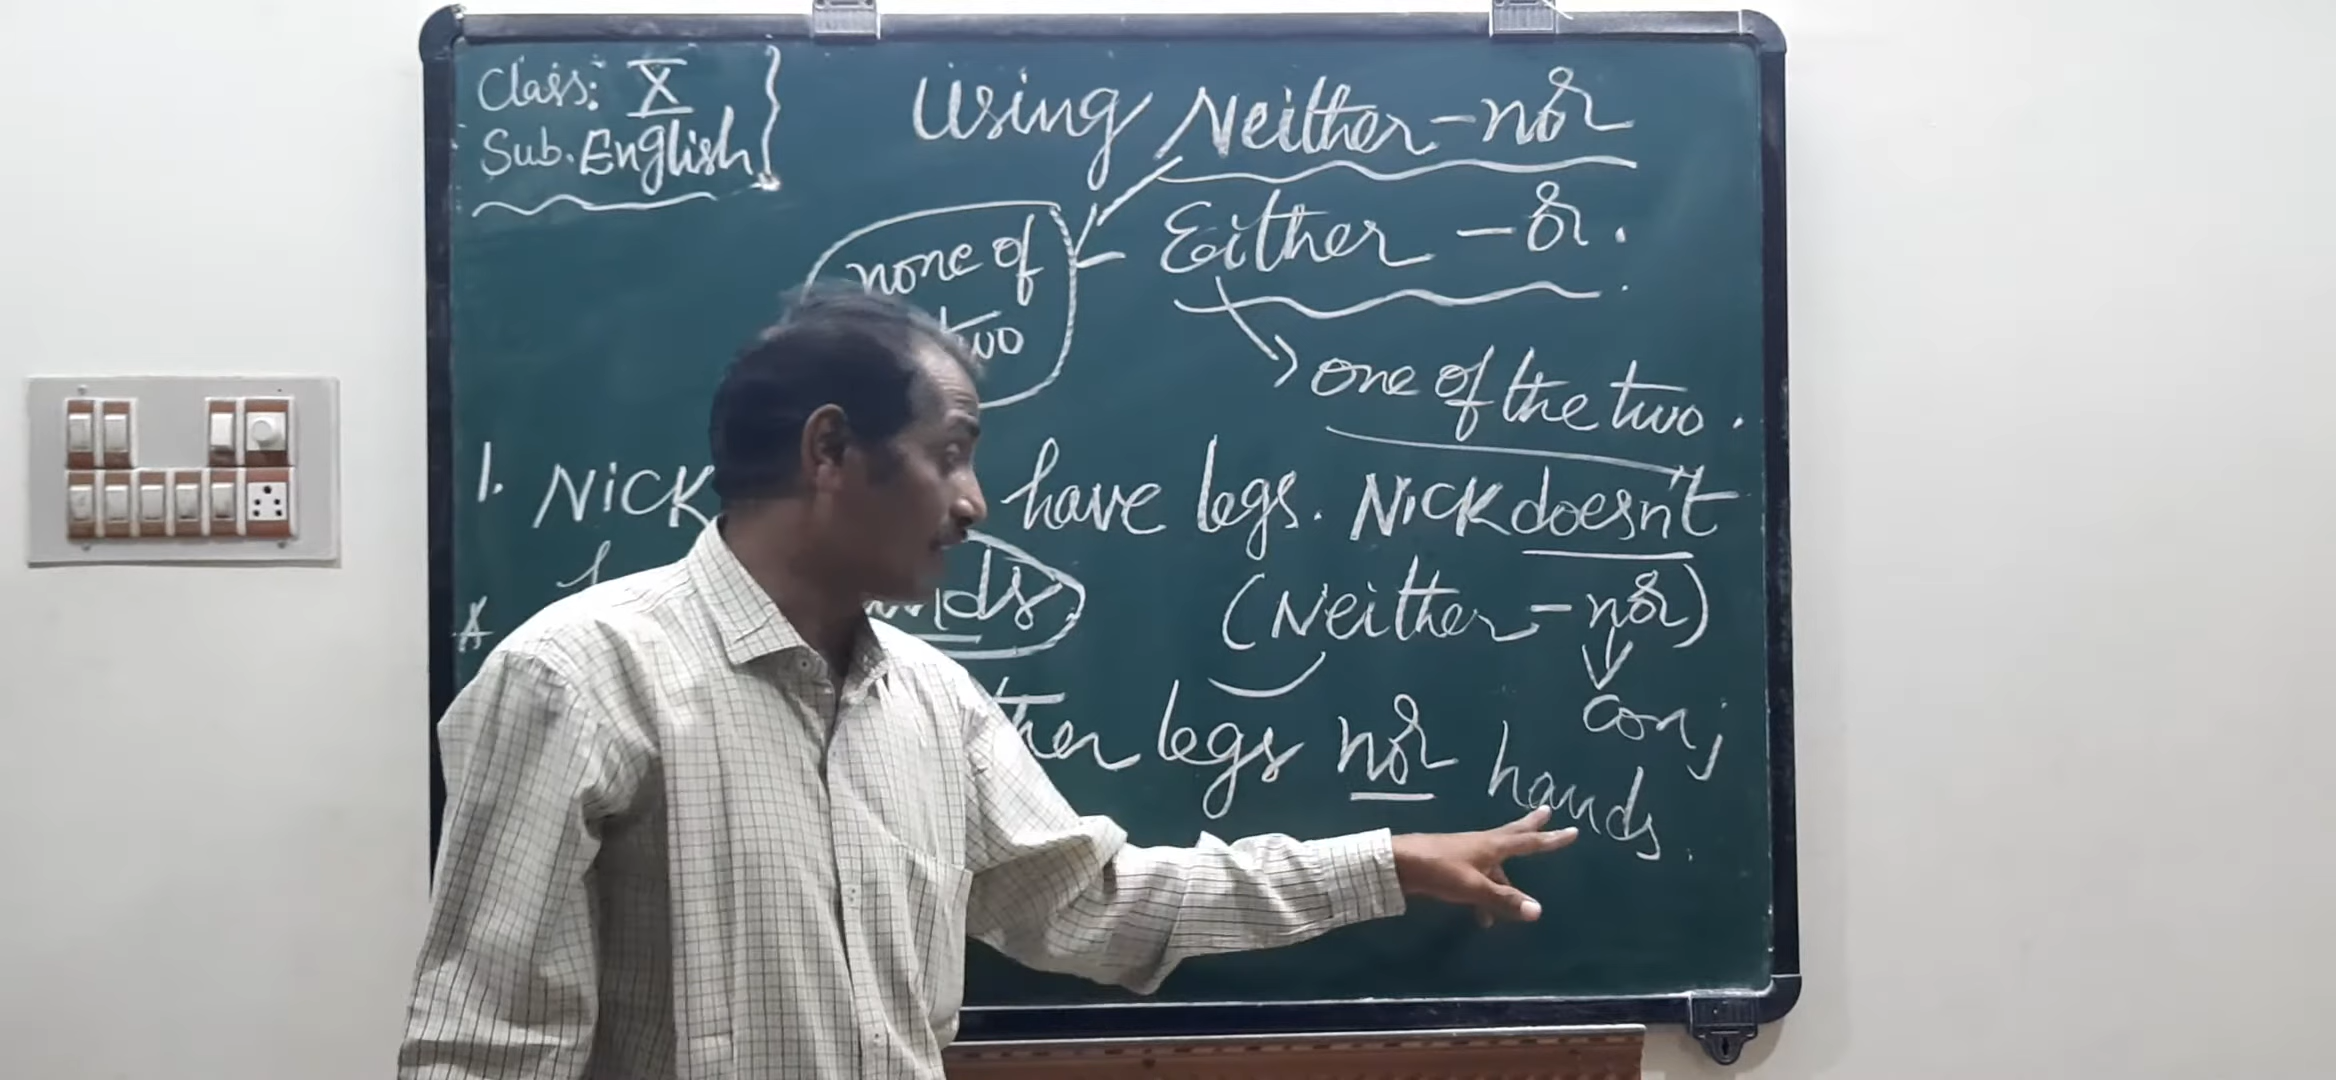 Class: X
Sub. English
Using Neither - nor
Either - or.
none of
two
one of the two.
1. NiCK have legs. NiCK doesn't
(Neither - nor)
conj
legs nor hands.